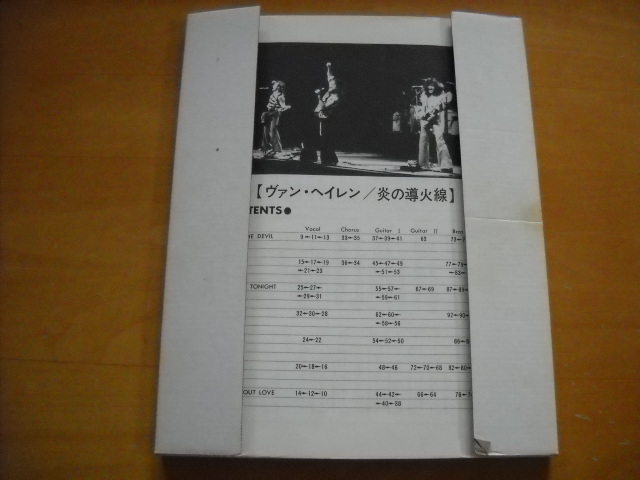 【ヴァン・ヘイレン／炎の導火線】
TENTS●
Vocal Chorus Guitar I Guitar II
E DEVIL 9←11←13 33←35 37←39←41 63
15←17←19 36←34 45←47←49
←21←23 ←51←53
TONIGHT 25←27← 55←57← 67←69
←29←31 ←59←61
32←30←28 62←60←
←58←56
24←22 54←52←50
20←18←16 48←46 72←70←68
OUT LOVE 14←12←10 44←42← 66←64
←40←38